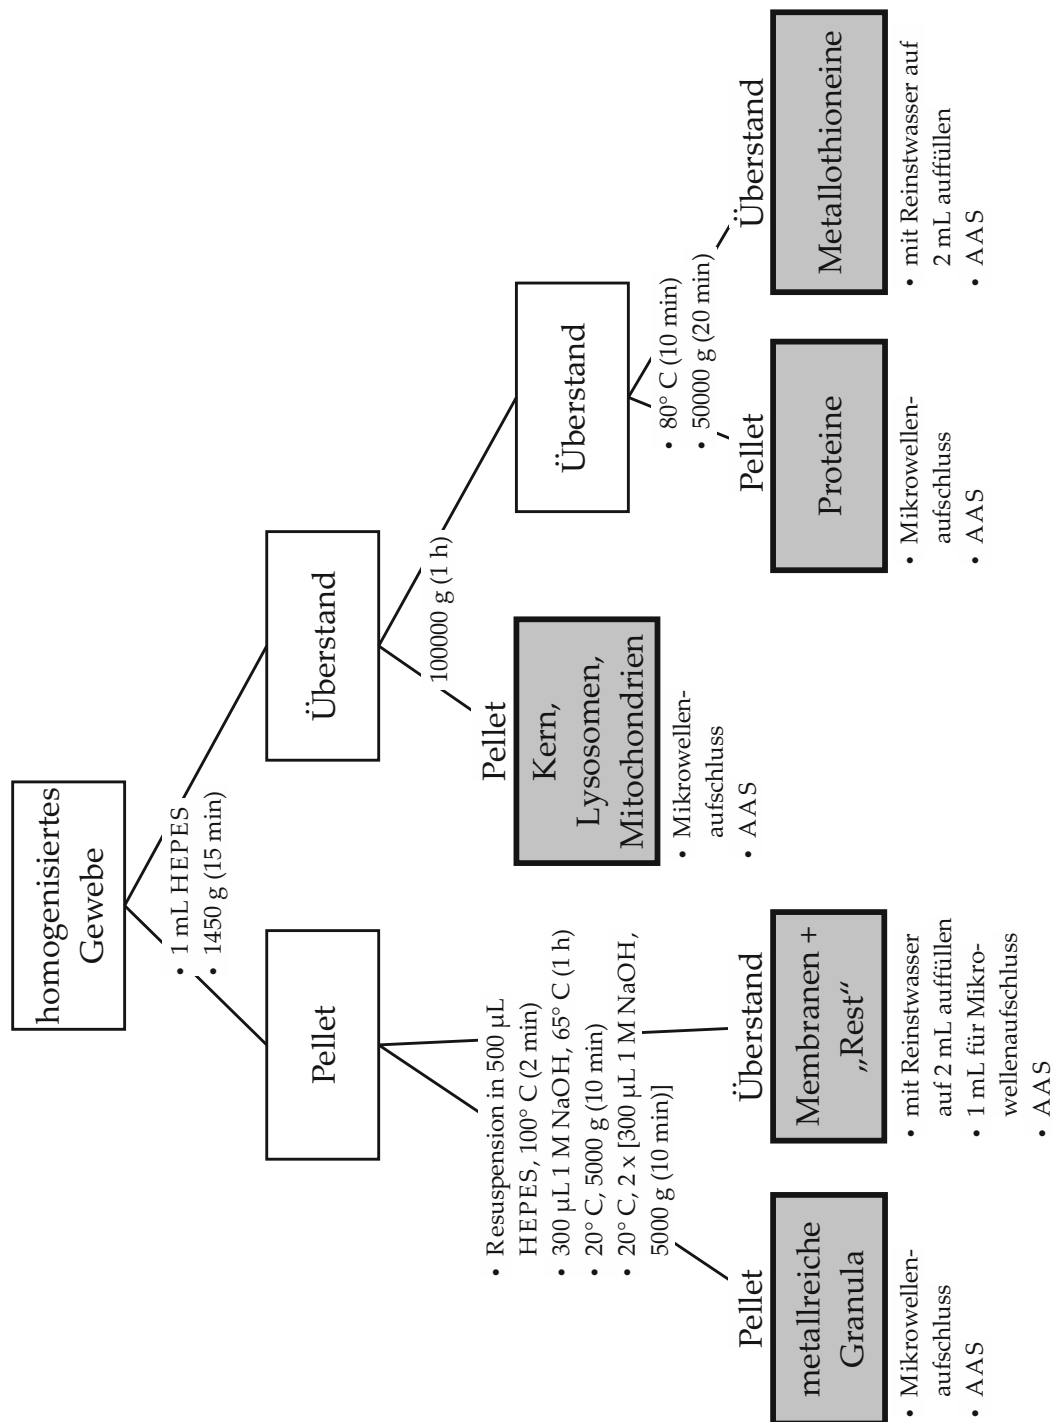 homogenisiertes
Gewebe
• 1 mL HEPES
• 1450 g (15 min)
Pellet
Überstand
• Resuspension in 500 µL
HEPES, 100° C (2 min)
• 300 µL 1 M NaOH, 65° C (1 h)
• 20° C, 5000 g (10 min)
• 20° C, 2 x [300 µL 1 M NaOH,
5000 g (10 min)]
100000 g (1 h)
Pellet
Kern,
Lysosomen,
Mitochondrien
• Mikrowellen-
aufschluss
• AAS
Überstand
• 80° C (10 min)
• 50000 g (20 min)
Pellet
metallreiche
Granula
• Mikrowellen-
aufschluss
• AAS
Überstand
Membranen +
„Rest“
• mit Reinstwasser
auf 2 mL auffüllen
• 1 mL für Mikro-
wellenaufschluss
• AAS
Pellet
Proteine
• Mikrowellen-
aufschluss
• AAS
Überstand
Metallothioneine
• mit Reinstwasser auf
2 mL auffüllen
• AAS